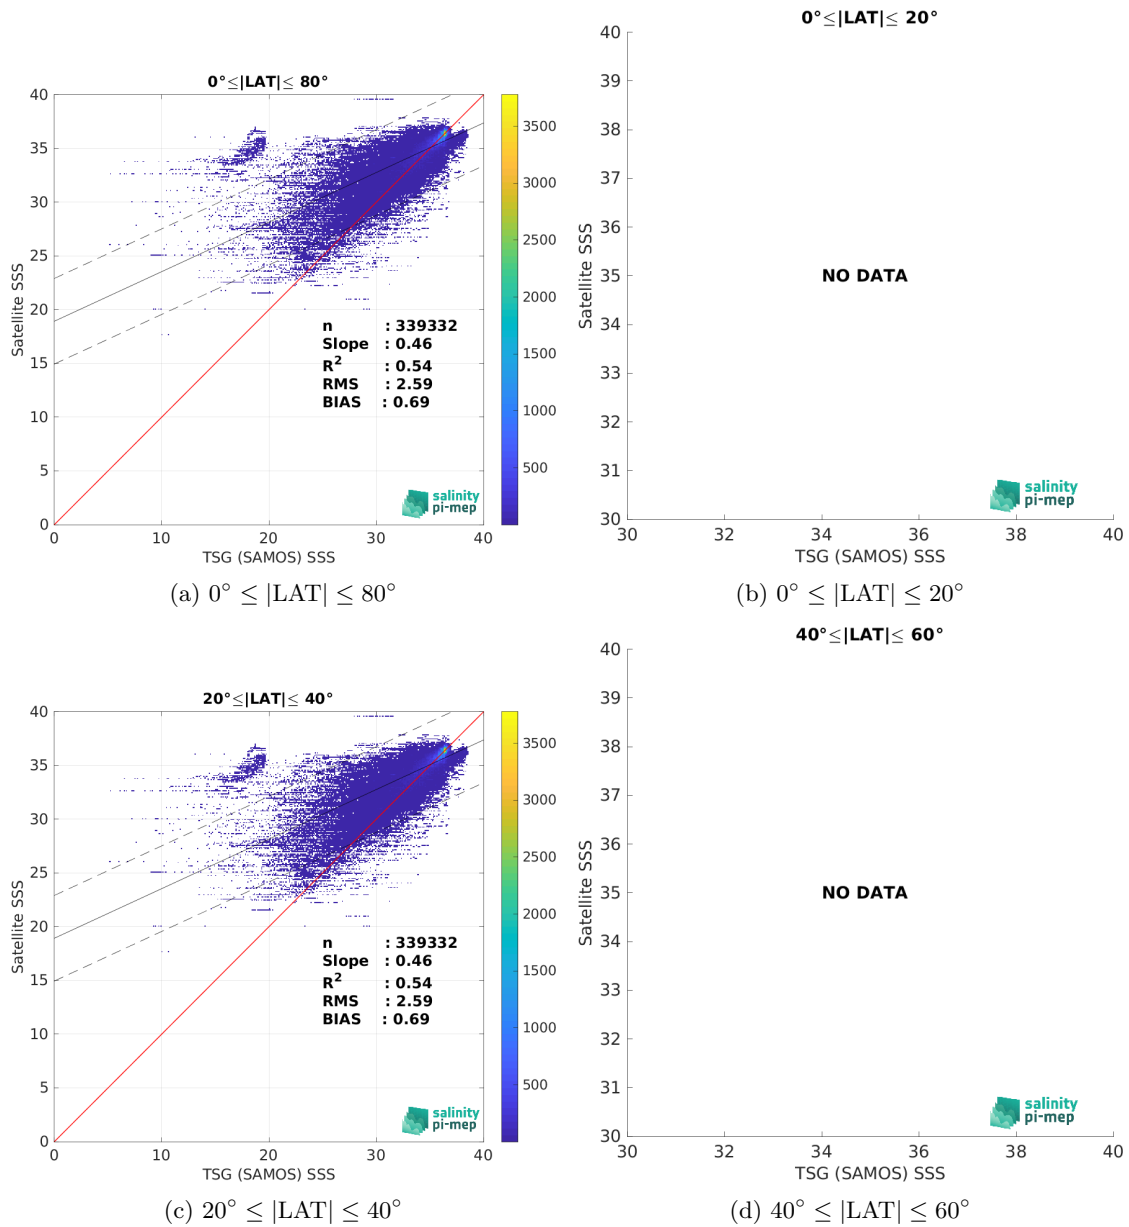 0°≤|LAT|≤ 80°
40
35
30
25
20
15
10
5
0
Satellite SSS
0
10
20
30
40
TSG (SAMOS) SSS
3500
3000
2500
2000
1500
1000
500
n : 339332
Slope : 0.46
R² : 0.54
RMS : 2.59
BIAS : 0.69
salinity
pi-mep
(a) 0° ≤ |LAT| ≤ 80°
0°≤|LAT|≤ 20°
40
39
38
37
36
35
34
33
32
31
30
Satellite SSS
NO DATA
30
32
34
36
38
40
TSG (SAMOS) SSS
salinity
pi-mep
(b) 0° ≤ |LAT| ≤ 20°
20°≤|LAT|≤ 40°
40
35
30
25
20
15
10
5
0
Satellite SSS
0
10
20
30
40
TSG (SAMOS) SSS
3500
3000
2500
2000
1500
1000
500
n : 339332
Slope : 0.46
R² : 0.54
RMS : 2.59
BIAS : 0.69
salinity
pi-mep
(c) 20° ≤ |LAT| ≤ 40°
40°≤|LAT|≤ 60°
40
39
38
37
36
35
34
33
32
31
30
Satellite SSS
NO DATA
30
32
34
36
38
40
TSG (SAMOS) SSS
salinity
pi-mep
(d) 40° ≤ |LAT| ≤ 60°